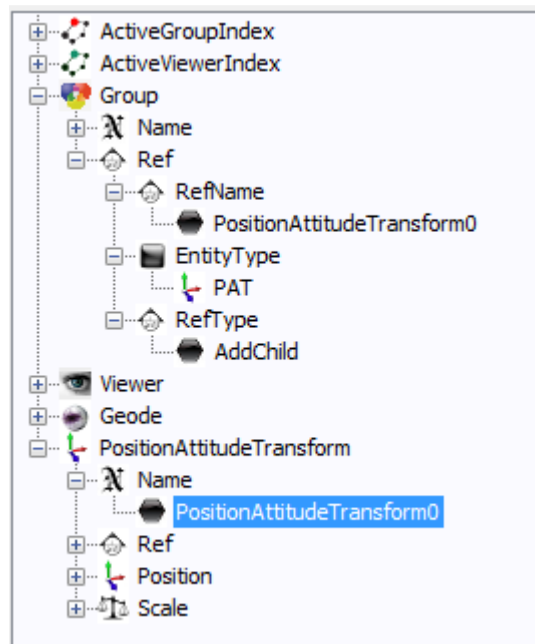 ActiveGroupIndex
ActiveViewerIndex
Group
Name
Ref
RefName
PositionAttitudeTransform0
EntityType
PAT
RefType
AddChild
Viewer
Geode
PositionAttitudeTransform
Name
PositionAttitudeTransform0
Ref
Position
Scale